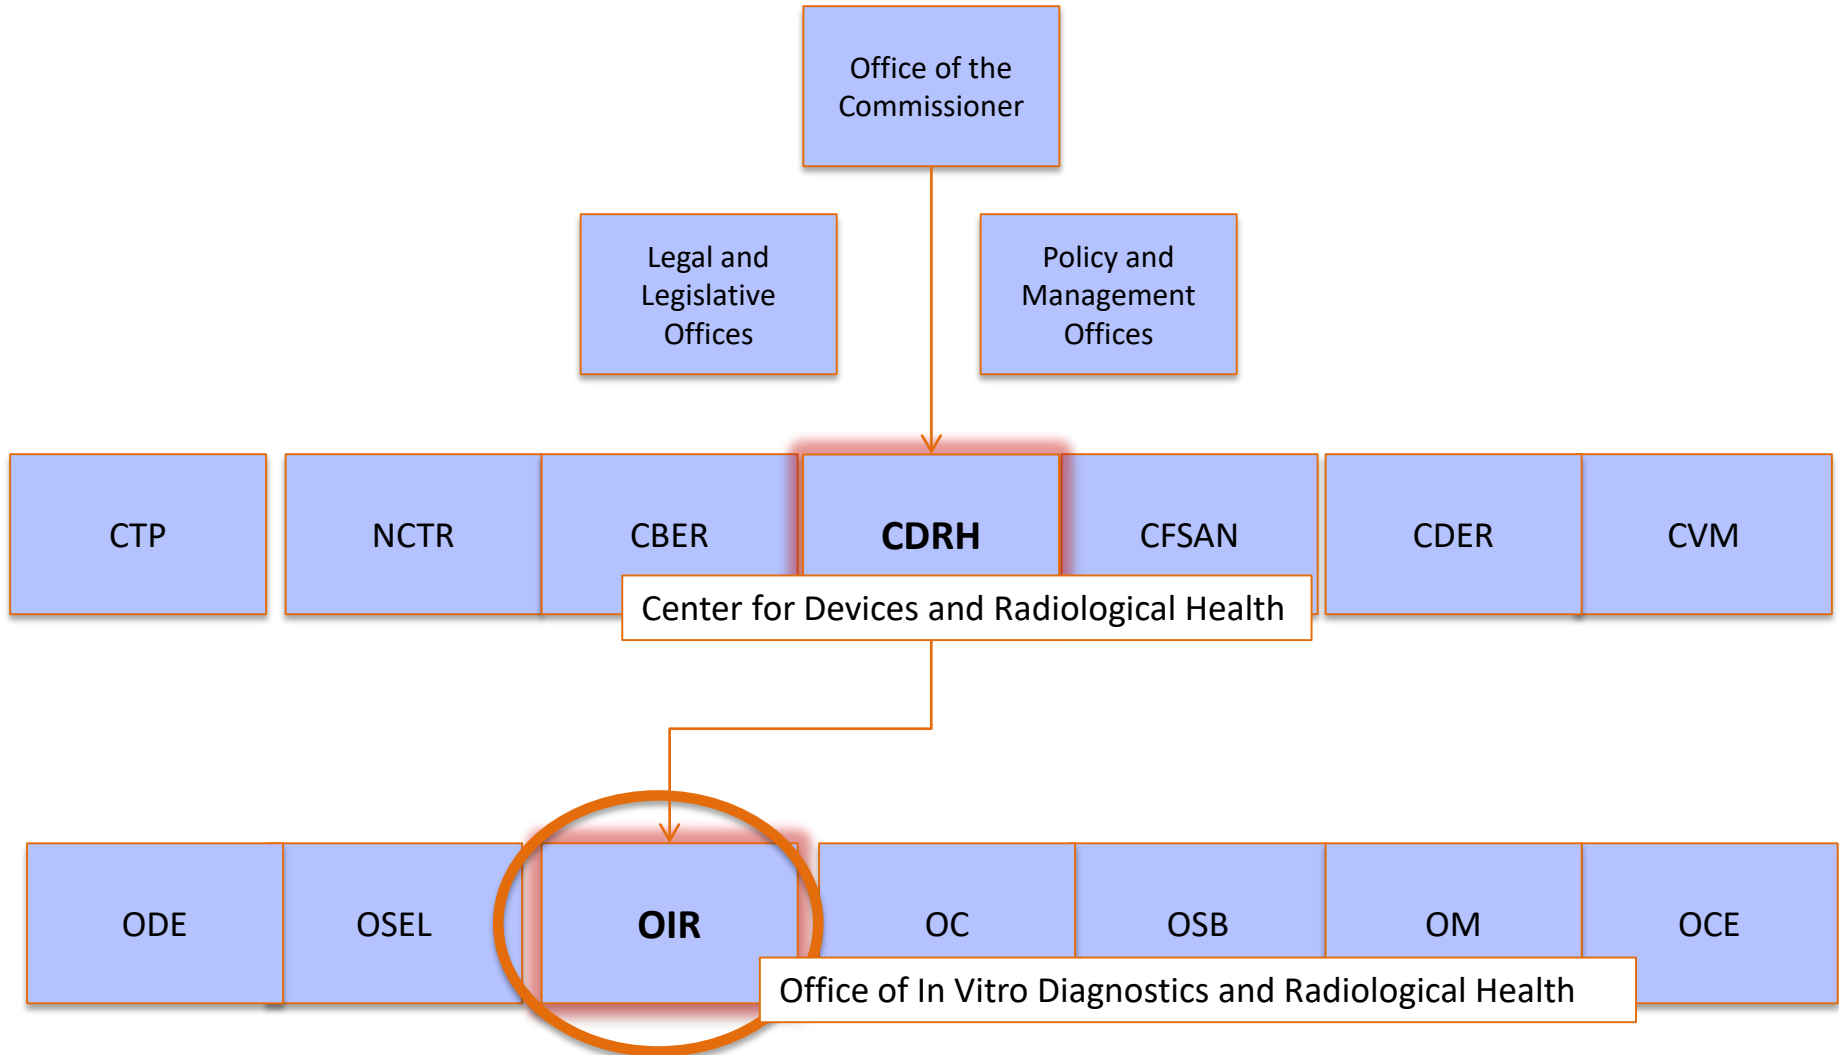 Office of the
Commissioner
Legal and
Legislative
Offices
Policy and
Management
Offices
CTP
NCTR
CBER
CDRH
CFSAN
CDER
CVM
Center for Devices and Radiological Health
ODE
OSEL
OIR
OC
OSB
OM
OCE
Office of In Vitro Diagnostics and Radiological Health